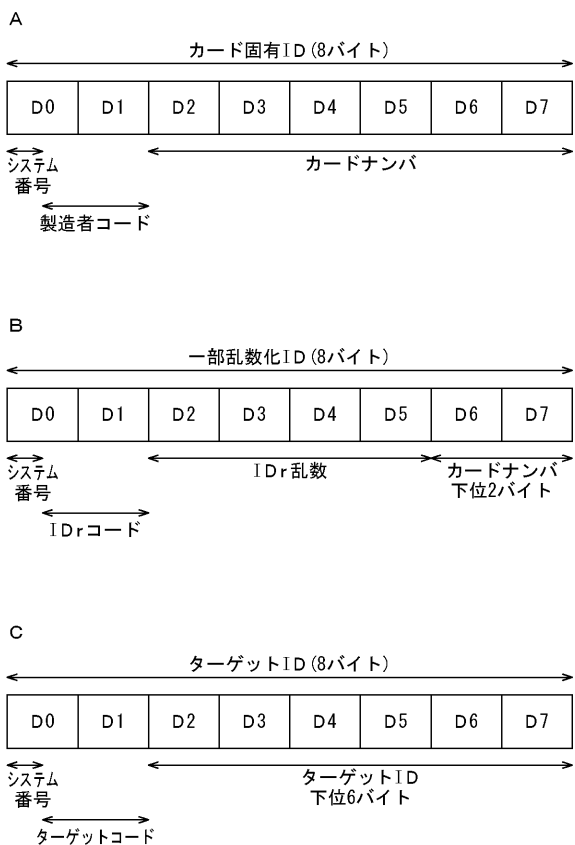 A
カード固有ID(8バイト)
D0 D1 D2 D3 D4 D5 D6 D7
システム
番号
カードナンバ
製造者コード
B
一部乱数化ID(8バイト)
D0 D1 D2 D3 D4 D5 D6 D7
システム
番号
IDr乱数
カードナンバ
下位2バイト
IDrコード
C
ターゲットID(8バイト)
D0 D1 D2 D3 D4 D5 D6 D7
システム
番号
ターゲットID
下位6バイト
ターゲットコード